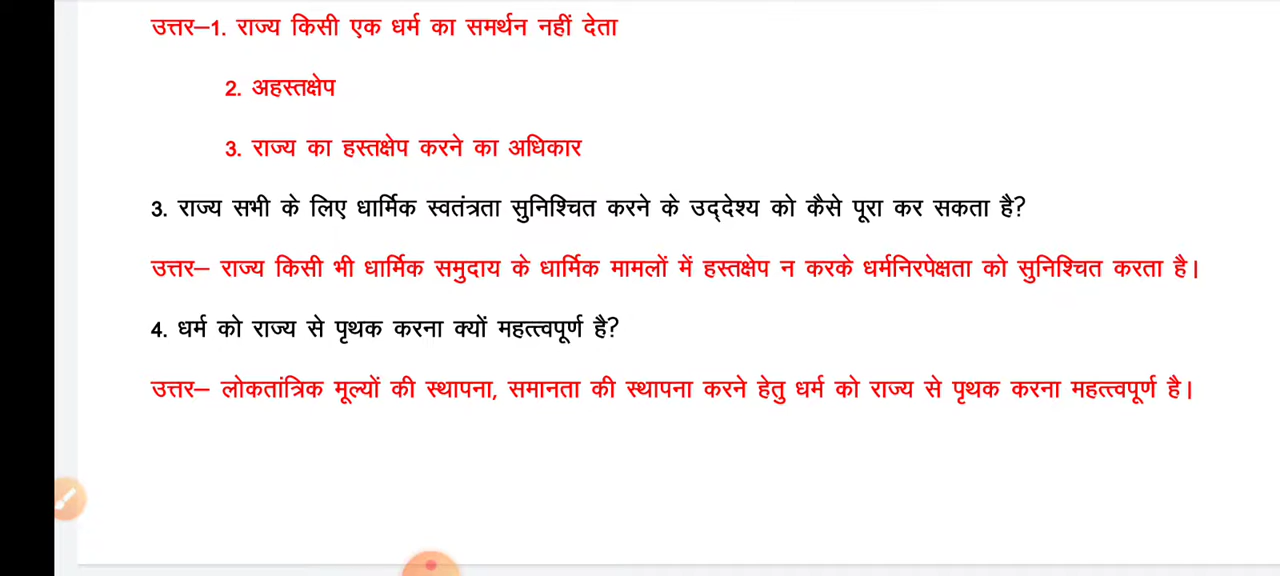 उत्तर–1. राज्य किसी एक धर्म का समर्थन नहीं देता
2. अहस्तक्षेप
3. राज्य का हस्तक्षेप करने का अधिकार
3. राज्य सभी के लिए धार्मिक स्वतंत्रता सुनिश्चित करने के उद्देश्य को कैसे पूरा कर सकता है?
उत्तर– राज्य किसी भी धार्मिक समुदाय के धार्मिक मामलों में हस्तक्षेप न करके धर्मनिरपेक्षता को सुनिश्चित करता है।
4. धर्म को राज्य से पृथक करना क्यों महत्त्वपूर्ण है?
उत्तर– लोकतांत्रिक मूल्यों की स्थापना, समानता की स्थापना करने हेतु धर्म को राज्य से पृथक करना महत्त्वपूर्ण है।